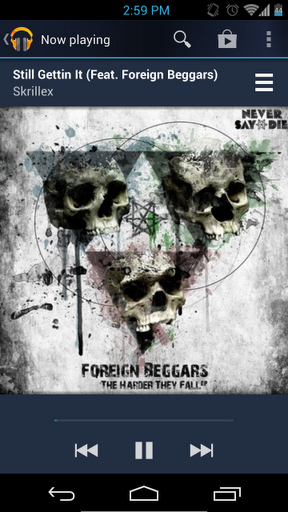 2:59 PM
Now playing
Still Gettin It (Feat. Foreign Beggars)
Skrillex
NEVER
SAY DIE
FOREIGN BEGGARS
THE HARDER THEY FALL EP